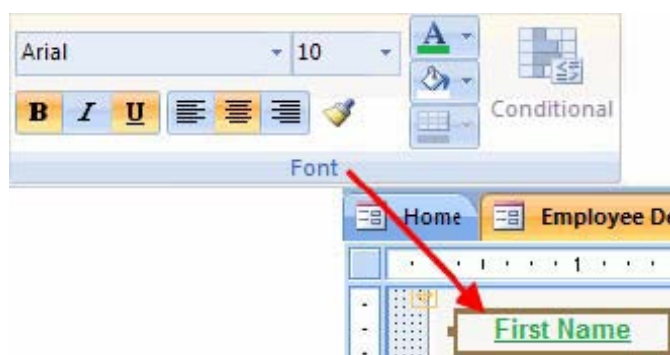 Arial 10 A
B I U Conditional
Font
Home Employee De
1
First Name